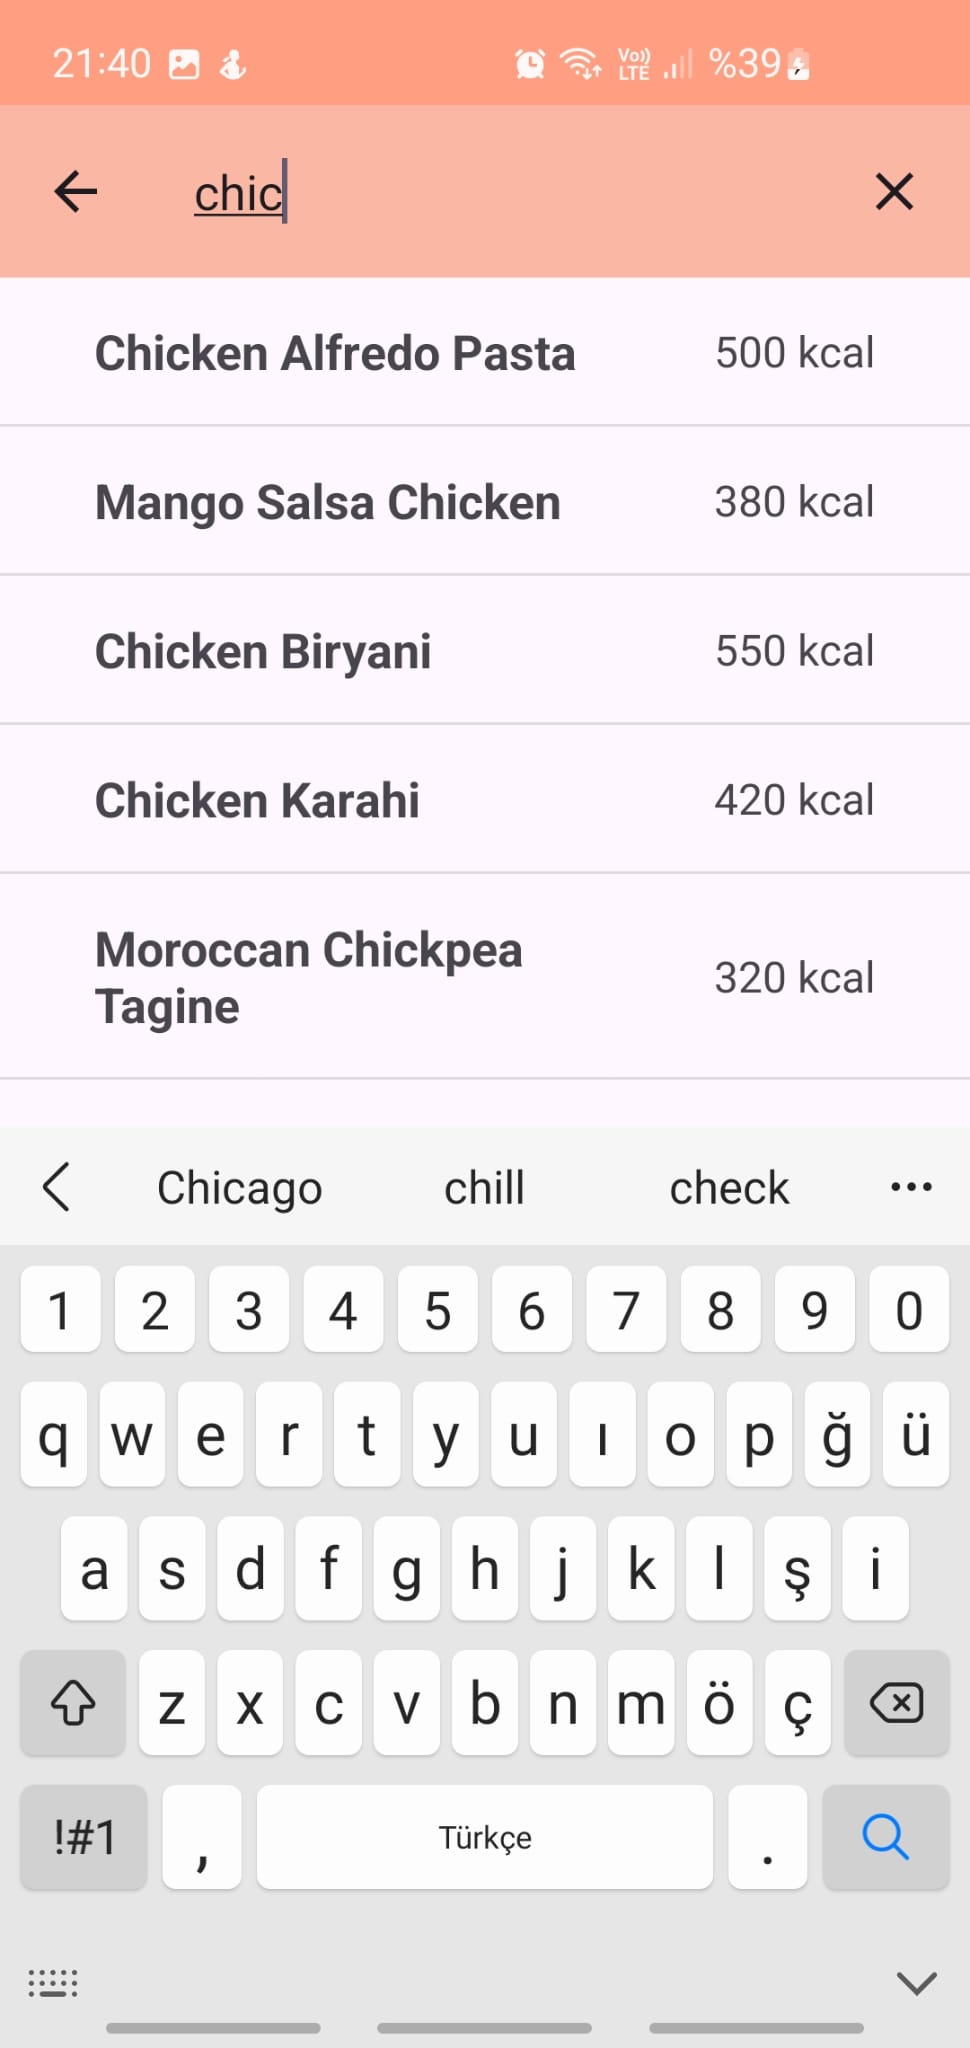 21:40 Vo)) LTE %39
chic
Chicken Alfredo Pasta 500 kcal
Mango Salsa Chicken 380 kcal
Chicken Biryani 550 kcal
Chicken Karahi 420 kcal
Moroccan Chickpea
Tagine 320 kcal
Chicago chill check ...
1 2 3 4 5 6 7 8 9 0
q w e r t y u ı o p ğ ü
a s d f g h j k l ş i
z x c v b n m ö ç
!#1 , Türkçe .